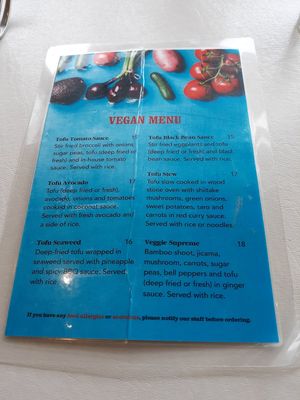 VEGAN MENU
Tofu Tomato Sauce 15
Stir fried broccoli with onions,
sugar peas, tofu (deep fried or
fresh) and in-house tomato
sauce. Served with rice.
Tofu Avocado 17
Tofu (deep fried or fresh),
avocado, onions and tomatoes
cooked in coconut sauce.
Served with fresh avocado and
a side of rice.
Tofu Seaweed 16
Deep-fried tofu wrapped in
seaweed served with pineapple
and spicy BBQ sauce. Served
with rice.
Tofu Black Bean Sauce 15
Stir fried eggplants and tofu
(deep fried or fresh) and black
bean sauce. Served with rice.
Tofu Stew 17
Tofu slow cooked in
stone oven with shiitake
mushrooms, green onions,
sweet potatoes, taro and
carrots in red curry sauce.
Served with rice or noodles.
Veggie Supreme 18
Bamboo shoot, jicama,
mushroom, carrots, sugar
peas, bell peppers and tofu
(deep fried or fresh) in ginger
sauce. Served with rice.
If you have any food allergies or sensitivities, please notify our staff before ordering.